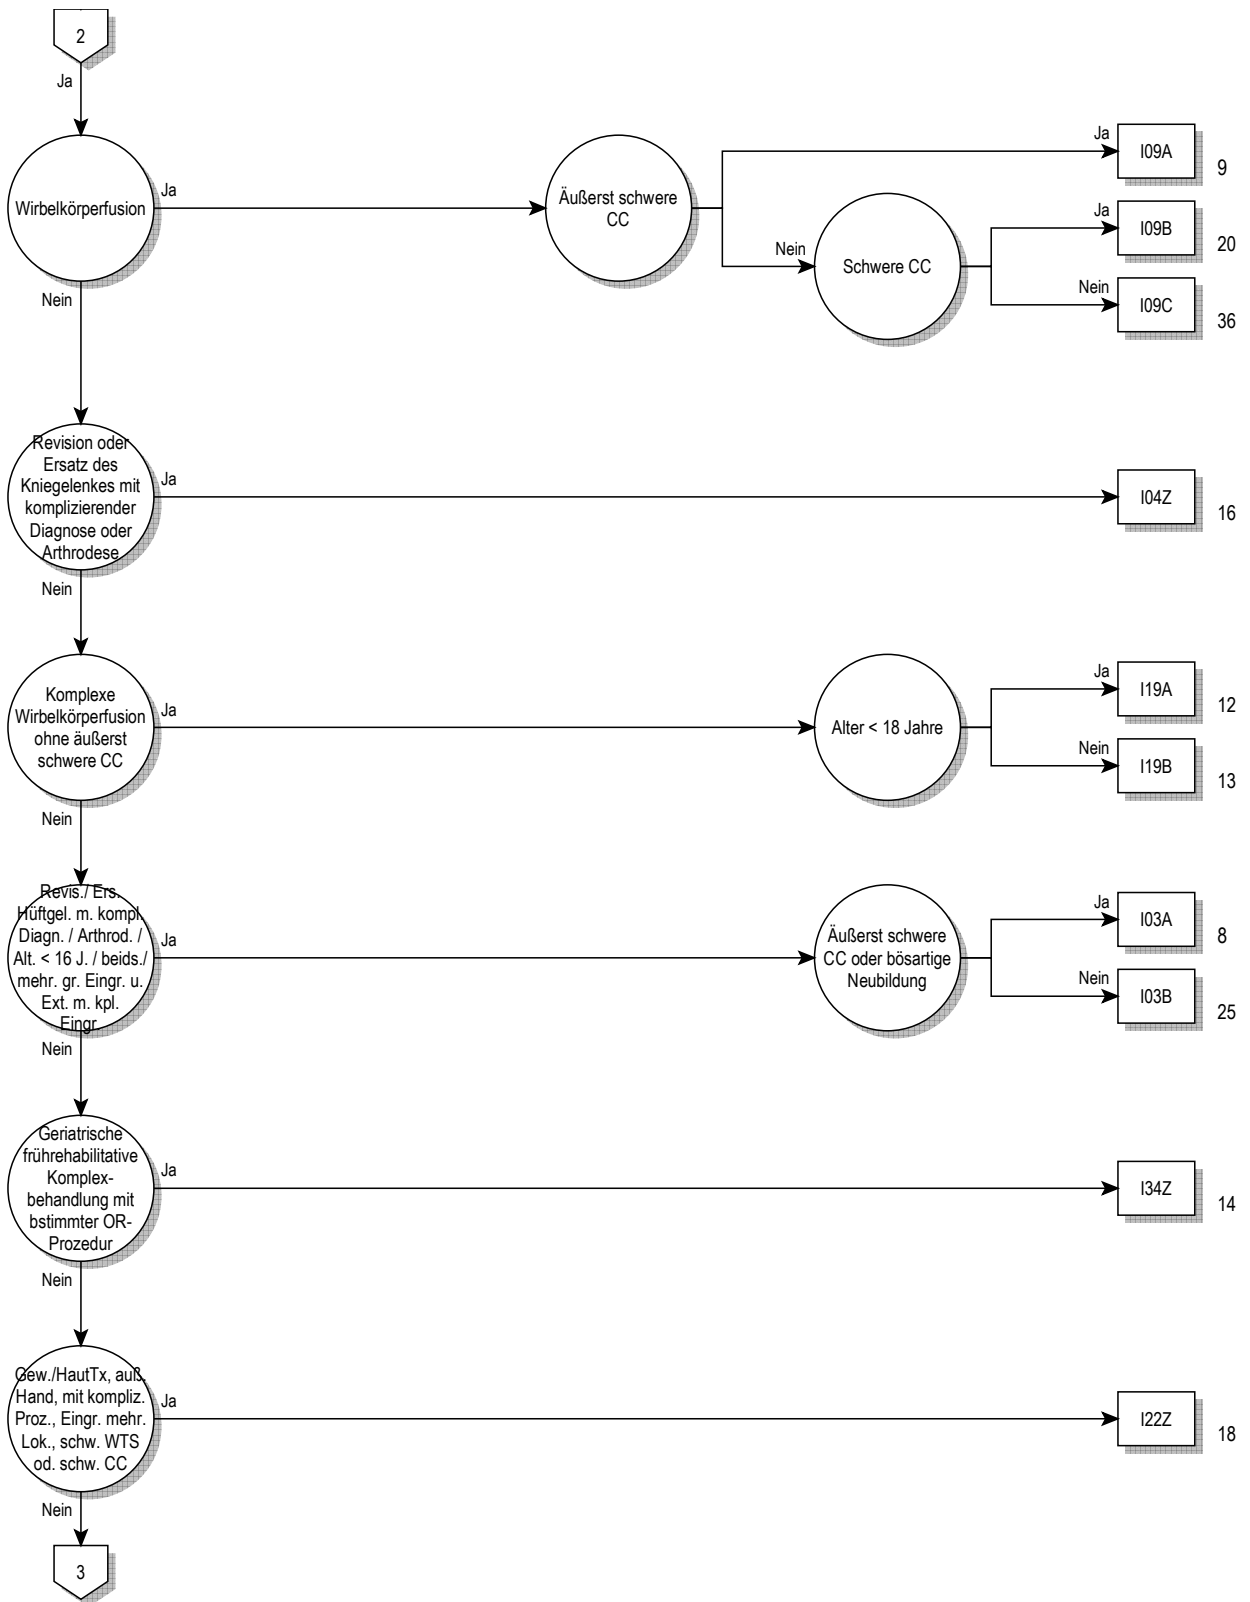 2
Ja
Wirbelkörperfusion
Ja
Äußerst schwere
CC
Ja
I09A
9
Nein
Schwere CC
Ja
I09B
20
Nein
I09C
36
Nein
Revision oder
Ersatz des
Kniegelenkes mit
komplizierender
Diagnose oder
Arthrodese
Ja
I04Z
16
Nein
Komplexe
Wirbelkörperfusion
ohne äußerst
schwere CC
Ja
Alter < 18 Jahre
Ja
I19A
12
Nein
I19B
13
Nein
Revis./ Ers.
Hüftgel. m. kompl.
Diagn. / Arthrod. /
Alt. < 16 J. / beids./
mehr. gr. Eingr. u.
Ext. m. kpl.
Eingr.
Ja
Äußerst schwere
CC oder bösartige
Neubildung
Ja
I03A
8
Nein
I03B
25
Nein
Geriatrische
frührehabilitative
Komplex-
behandlung mit
bstimmter OR-
Prozedur
Ja
I34Z
14
Nein
Gew./HautTx, auß.
Hand, mit kompliz.
Proz., Eingr. mehr.
Lok., schw. WTS
od. schw. CC
Ja
I22Z
18
Nein
3